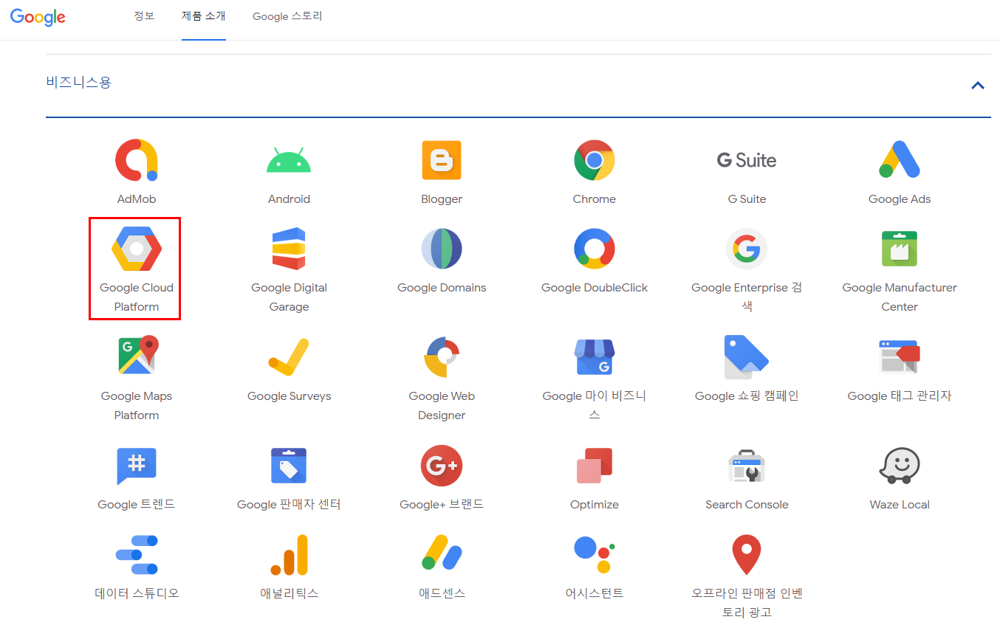 Google 정보 제품 소개 Google 스토리
비즈니스용
AdMob Android Blogger Chrome G Suite G Suite Google Ads
Google Cloud
Platform
Google Digital
Garage
Google Domains
Google DoubleClick
Google Enterprise 검
색
Google Manufacturer
Center
Google Maps
Platform
Google Surveys
Google Web
Designer
Google 마이 비즈니
스
Google 쇼핑 캠페인
Google 태그 관리자
Google 트렌드
Google 판매자 센터
Google+ 브랜드
Optimize
Search Console
Waze Local
데이터 스튜디오
애널리틱스
애드센스
어시스턴트
오프라인 판매점 인벤
토리 광고